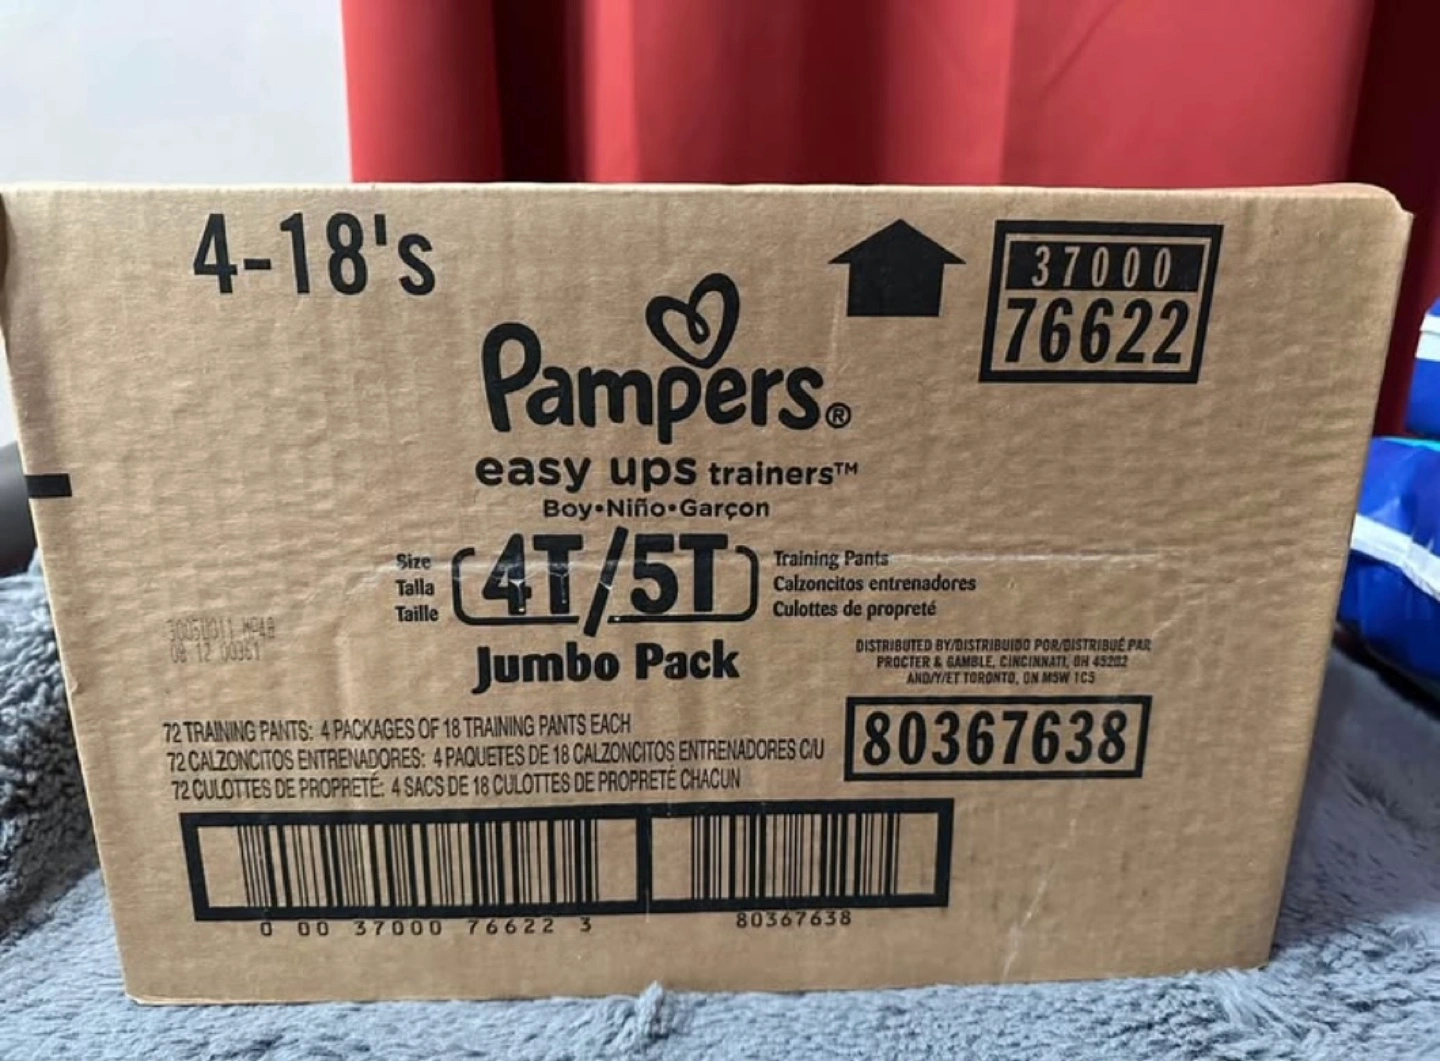 4-18's
37000
76622
Pampers®
easy ups trainers™
Boy•Niño•Garçon
Size
Talla
Taille
4T/5T
Training Pants
Calzoncitos entrenadores
Culottes de propreté
Jumbo Pack
DISTRIBUTED BY/DISTRIBUIDO POR/DISTRIBUÉ PAR
PROCTER & GAMBLE, CINCINNATI, OH 45202
AND/Y/ET TORONTO, ON M5W 1C5
80367638
72 TRAINING PANTS: 4 PACKAGES OF 18 TRAINING PANTS EACH
72 CALZONCITOS ENTRENADORES: 4 PAQUETES DE 18 CALZONCITOS ENTRENADORES C/U
72 CULOTTES DE PROPRETÉ: 4 SACS DE 18 CULOTTES DE PROPRETÉ CHACUN
0 00 37000 76622 3
80367638